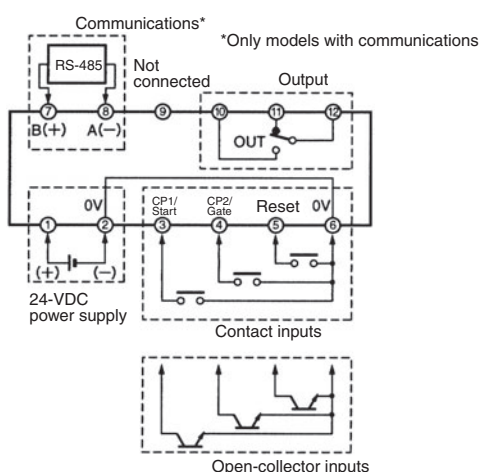 Communications*
*Only models with communications
RS-485
Not
connected
Output
7
8
9
10
11
12
B(+)
A(−)
OUT
0V
CP1/
Start
CP2/
Gate
Reset
0V
1
2
3
4
5
6
(+)
(−)
24-VDC
power supply
Contact inputs
Open-collector inputs